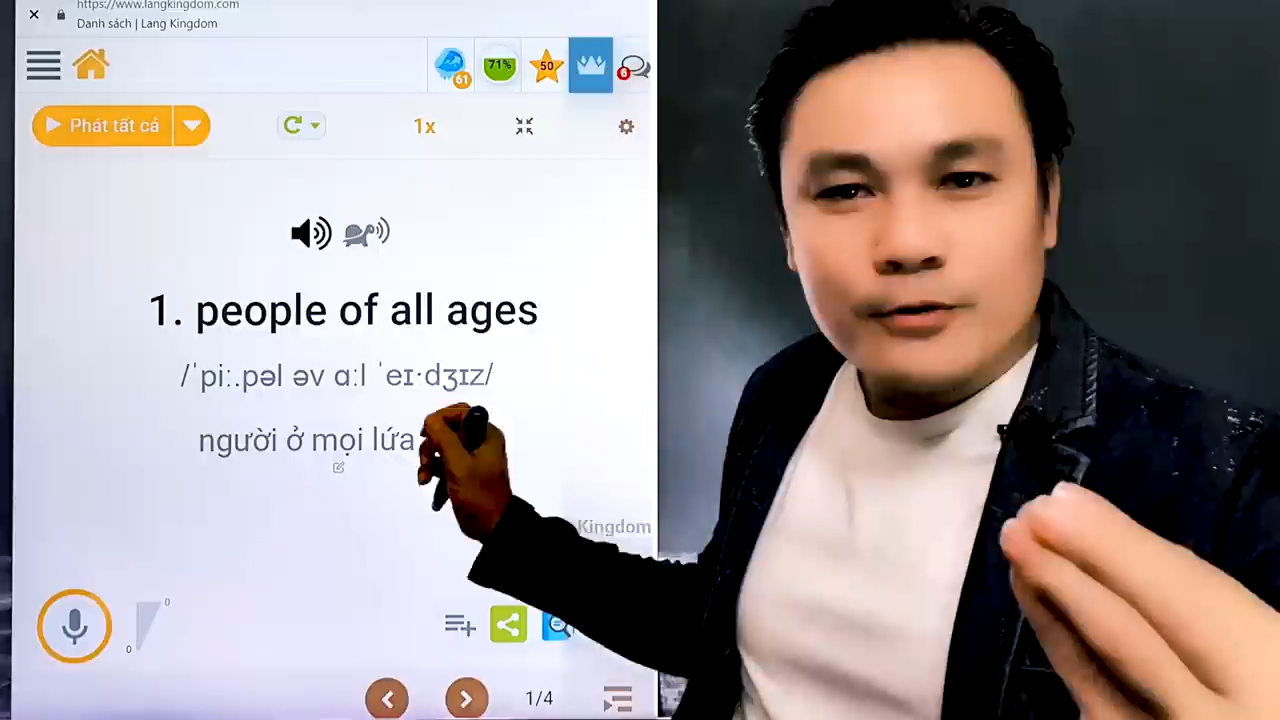 https://www.langkingdom.com
Danh sách | Lang Kingdom
61
71%
50
6
Phát tất cả
1x
1. people of all ages
/ˈpiː.pəl əv ɑːl ˈeɪ·dʒɪz/
người ở mọi lứa
Kingdom
0
0
1/4